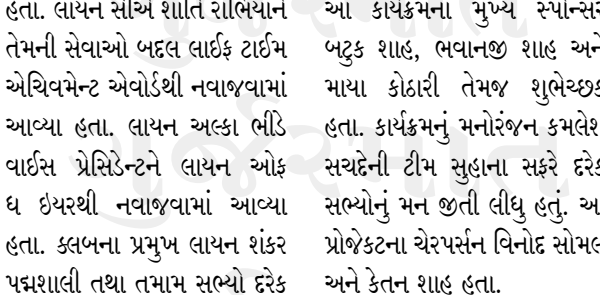 હતા. લાયન સીએ શાંતિ રાંભિયાને
તેમની સેવાઓ બદલ લાઈફ ટાઈમ
એચિવમેન્ટ એવોર્ડથી નવાજવામાં
આવ્યા હતા. લાયન અલ્કા ભીંડે
વાઈસ પ્રેસિડેન્ટને લાયન ઓફ
ધ ઇયરથી નવાજવામાં આવ્યા
હતા. ક્લબના પ્રમુખ લાયન શંકર
પદ્મશાલી તથા તમામ સભ્યો દરેક
આ કાર્યક્રમના મુખ્ય સ્પોન્સર
બટુક શાહ, ભવાનજી શાહ અને
માયા કોઠારી તેમજ શુભેચ્છક
હતા. કાર્યક્રમનું મનોરંજન કમલેશ
સચદેની ટીમ સુહાના સફરે દરેક
સભ્યોનું મન જીતી લીધુ હતું. આ
પ્રોજેકટના ચેરપર્સન વિનોદ સોમલ
અને કેતન શાહ હતા.